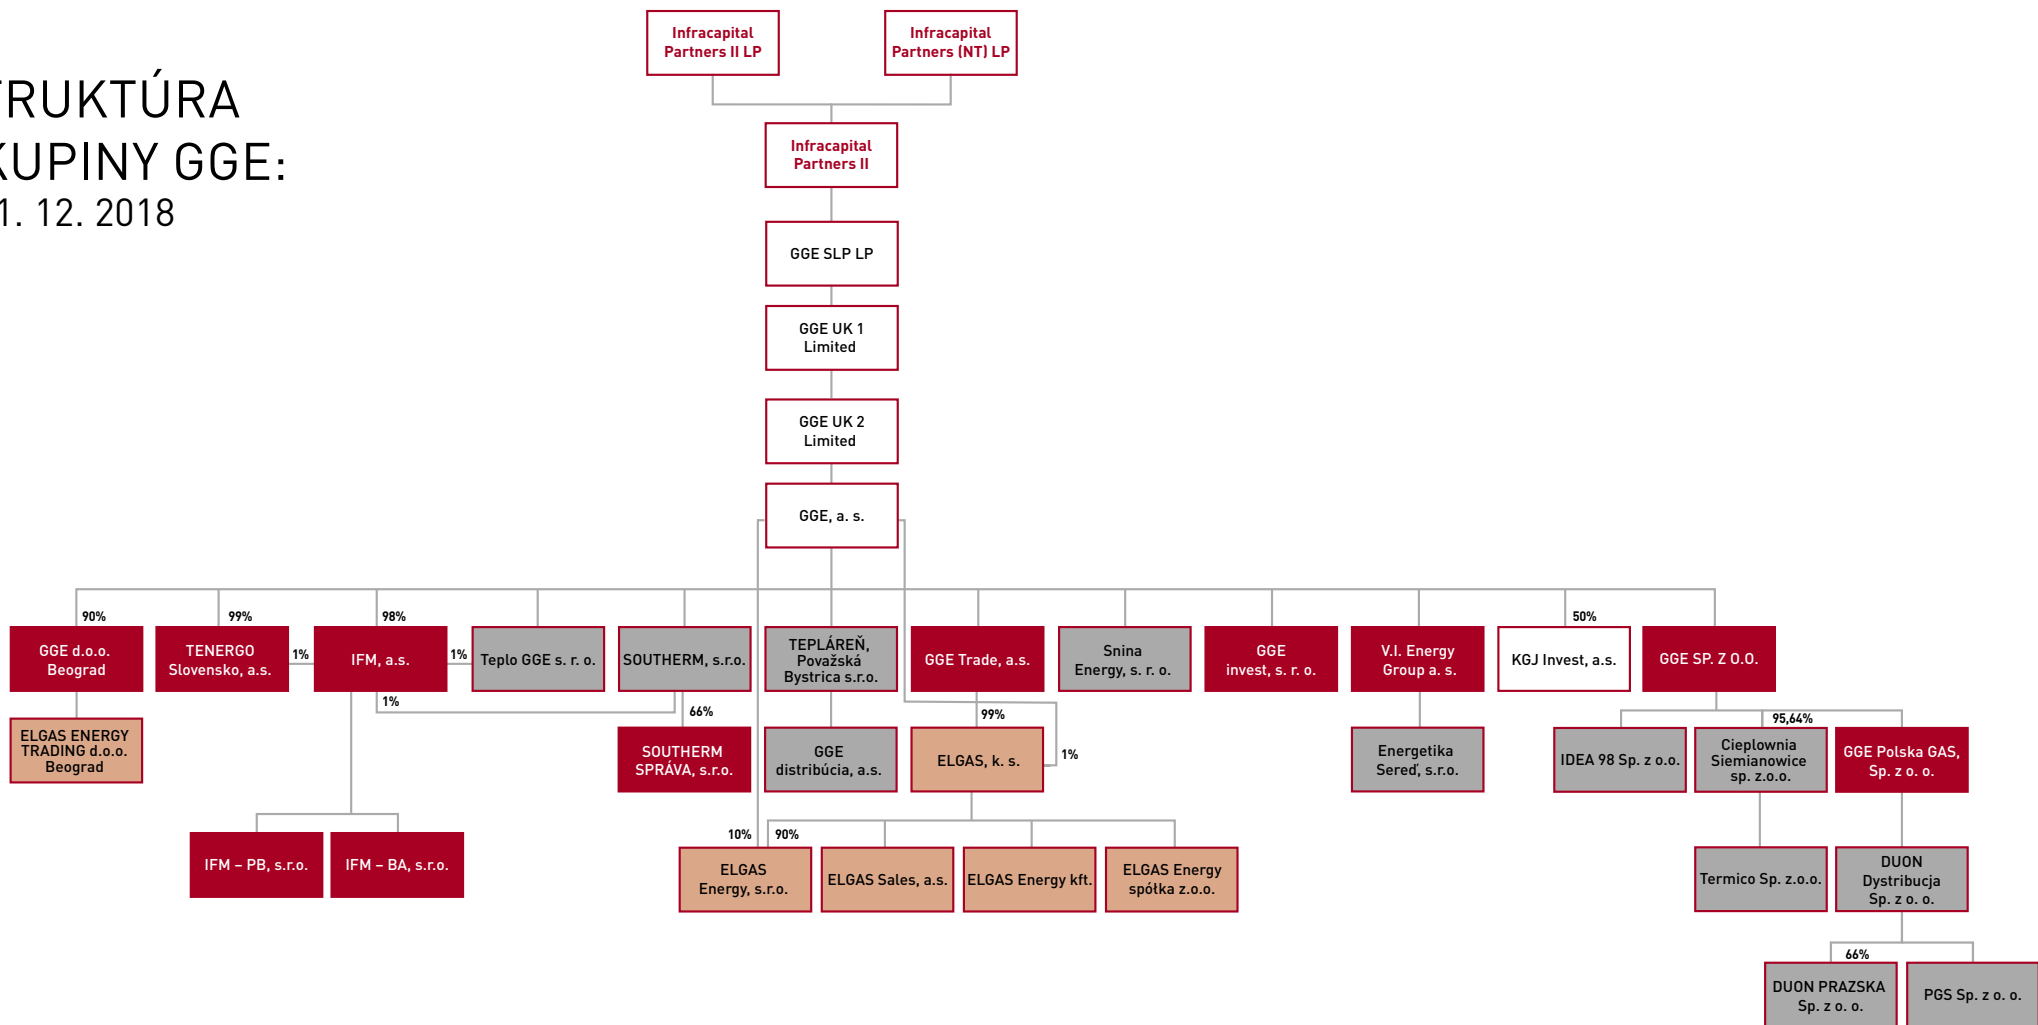 Infracapital
Partners II LP
Infracapital
Partners (NT) LP
TRUKTÚRA
KUPINY GGE:
1. 12. 2018
Infracapital
Partners II
GGE SLP LP
GGE UK 1
Limited
GGE UK 2
Limited
GGE, a. s.
90%
99%
98%
50%
GGE d.o.o.
Beograd
TENERGO
Slovensko, a.s.
1%
IFM, a.s.
1%
Teplo GGE s. r. o.
SOUTHERM, s.r.o.
TEPLÁREŇ,
Považská
Bystrica s.r.o.
GGE Trade, a.s.
Snina
Energy, s. r. o.
GGE
invest, s. r. o.
V.I. Energy
Group a. s.
KGJ Invest, a.s.
GGE SP. Z O.O.
1%
66%
99%
95,64%
ELGAS ENERGY
TRADING d.o.o.
Beograd
SOUTHERM
SPRÁVA, s.r.o.
GGE
distribúcia, a.s.
ELGAS, k. s.
1%
Energetika
Sereď, s.r.o.
IDEA 98 Sp. z o.o.
Cieplownia
Siemianowice
sp. z.o.o.
GGE Polska GAS,
Sp. z o. o.
10%
90%
IFM – PB, s.r.o.
IFM – BA, s.r.o.
ELGAS
Energy, s.r.o.
ELGAS Sales, a.s.
ELGAS Energy kft.
ELGAS Energy
spółka z.o.o.
Termico Sp. z.o.o.
DUON
Dystribucja
Sp. z o. o.
66%
DUON PRAZSKA
Sp. z o. o.
PGS Sp. z o. o.